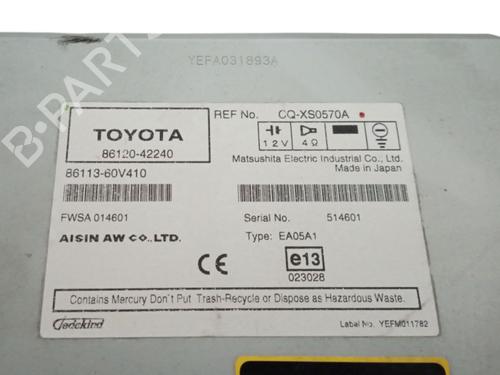 YEFA031893A
B-PARTS
REF No. CQ-XS0570A
TOYOTA
86120-42240
12V 4Ω
86113-60V410
Matsushita Electric Industrial Co., Ltd.
Made in Japan
FWSA 014601
Serial No. 514601
AISIN AW CO., LTD.
Type: EA05A1
CE
e13
023028
Contains Mercury Don't Put Trash-Recycle or Dispose as Hazardous Waste.
Label No. YEFM011782